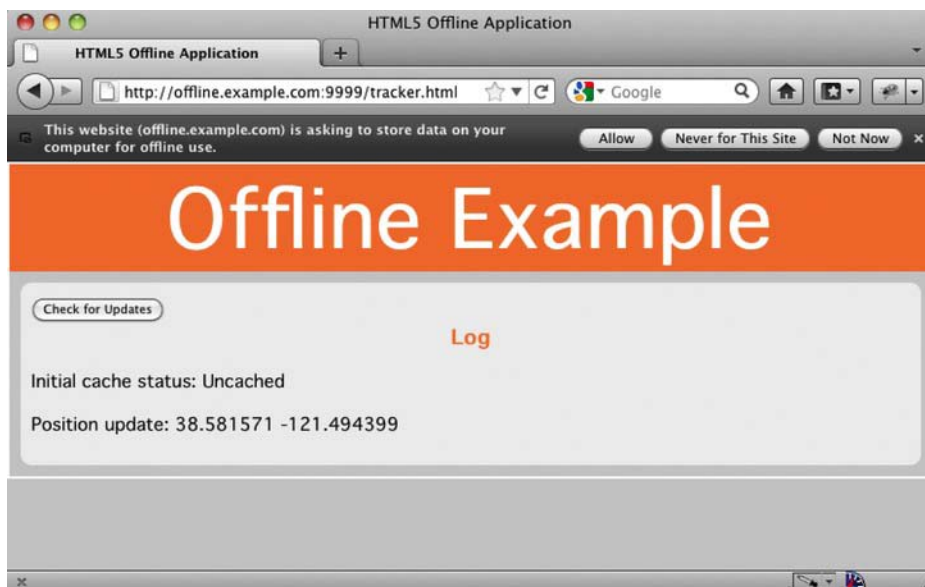 HTML5 Offline Application
HTML5 Offline Application
+
http://offline.example.com:9999/tracker.html
Google
This website (offline.example.com) is asking to store data on your
computer for offline use.
Allow
Never for This Site
Not Now
×
Offline Example
Check for Updates
Log
Initial cache status: Uncached
Position update: 38.581571 -121.494399
×